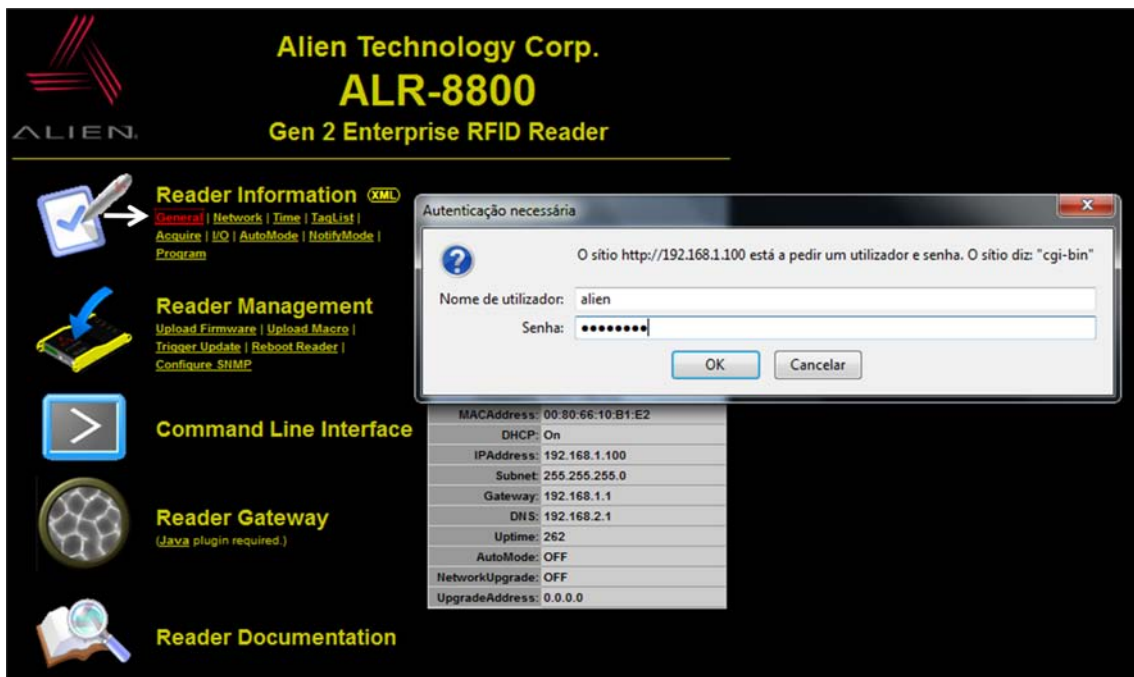 Alien Technology Corp.
ALR-8800
Gen 2 Enterprise RFID Reader
ALIEN
Reader Information XML
General | Network | Time | TagList |
Acquire | I/O | AutoMode | NotifyMode |
Program
Reader Management
Upload Firmware | Upload Macro |
Trigger Update | Reboot Reader |
Configure SNMP
Command Line Interface
Reader Gateway
(Java plugin required.)
Reader Documentation
Autenticação necessária
O sítio http://192.168.1.100 está a pedir um utilizador e senha. O sítio diz: "cgi-bin"
Nome de utilizador: alien
Senha: ••••••••
OK Cancelar
MACAddress: 00:80:66:10:B1:E2
DHCP: On
IPAddress: 192.168.1.100
Subnet: 255.255.255.0
Gateway: 192.168.1.1
DNS: 192.168.2.1
Uptime: 262
AutoMode: OFF
NetworkUpgrade: OFF
UpgradeAddress: 0.0.0.0